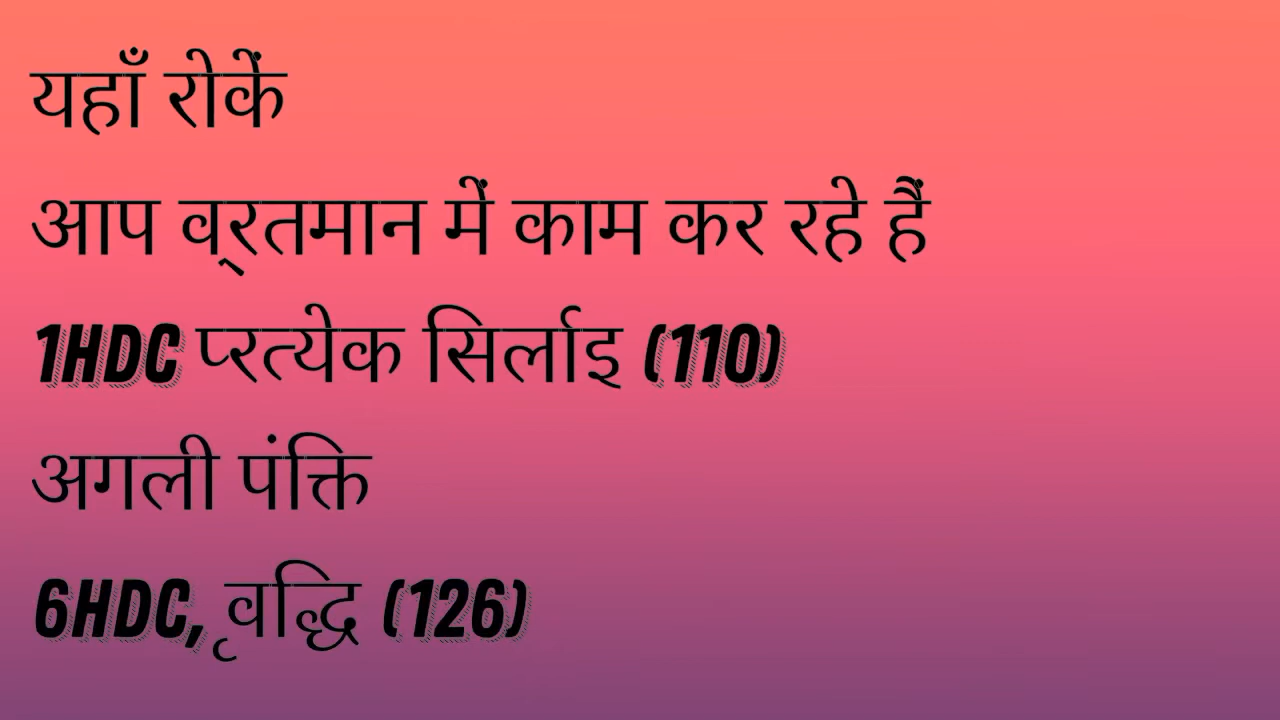 यहाँ रोकें
आप व्रतमान में काम कर रहे हैं
1HDC प्रत्येक सिर्लाइ (110)
अगली पंक्ति
6HDC, ृवद्धि (126)